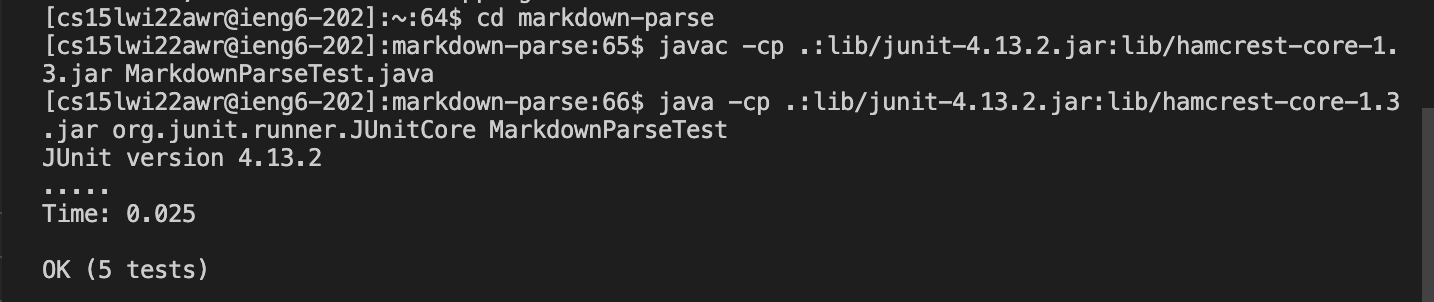 [cs15lwi22awr@ieng6-202]:~:64$ cd markdown-parse
[cs15lwi22awr@ieng6-202]:markdown-parse:65$ javac -cp .:lib/junit-4.13.2.jar:lib/hamcrest-core-1.
3.jar MarkdownParseTest.java
[cs15lwi22awr@ieng6-202]:markdown-parse:66$ java -cp .:lib/junit-4.13.2.jar:lib/hamcrest-core-1.3
.jar org.junit.runner.JUnitCore MarkdownParseTest
JUnit version 4.13.2
.....
Time: 0.025
OK (5 tests)